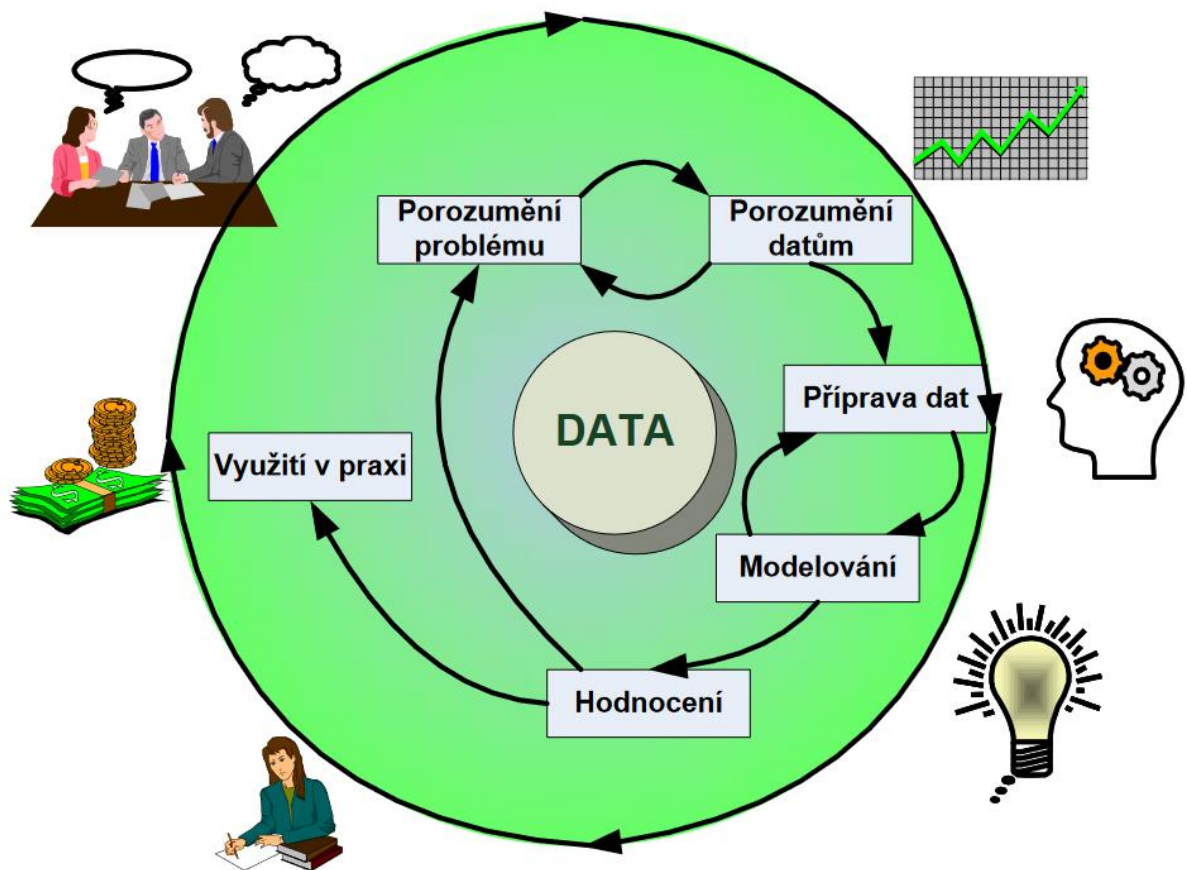 Porozumění
problému
Porozumění
datům
Příprava dat
DATA
Využití v praxi
Modelování
Hodnocení